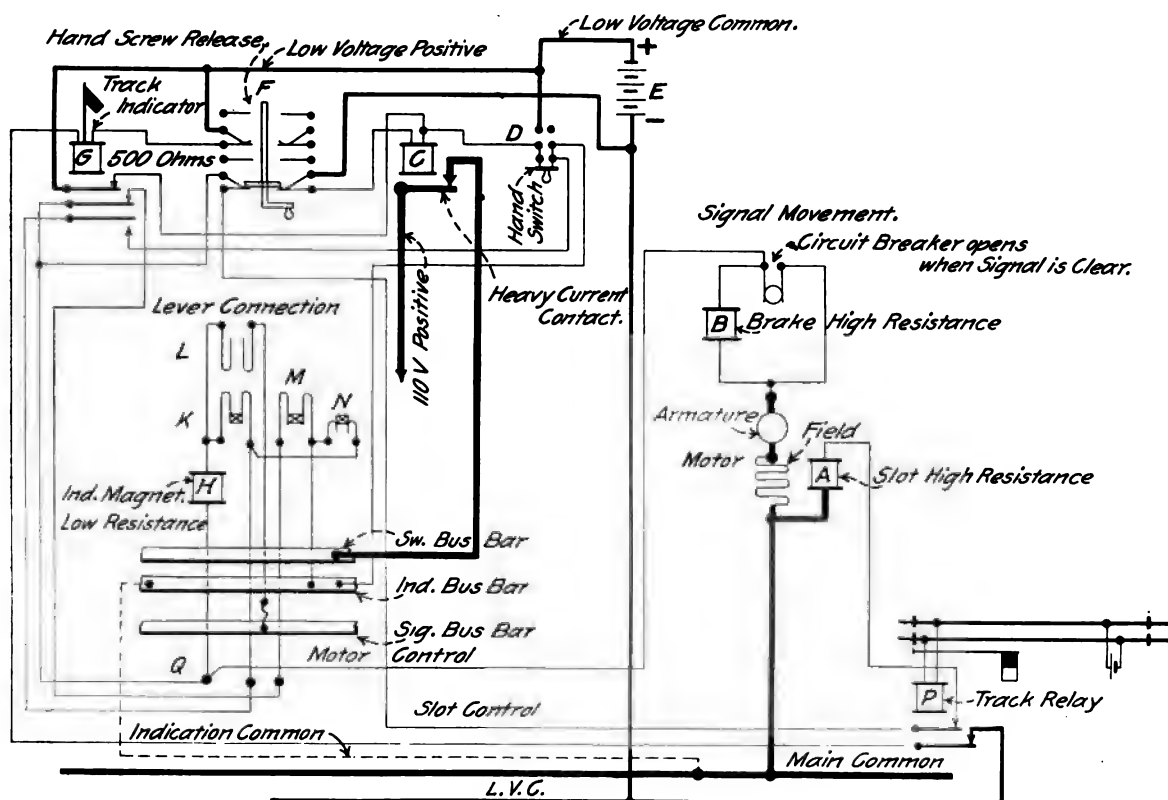 Low Voltage Common.
Hand Screw Release,
Low Voltage Positive
+
F
E
Track
Indicator
D
-
G
500 Ohms
C
Hand
Switch
Signal Movement.
Circuit Breaker opens
when Signal is Clear.
110 V Positive
Heavy Current
Contact.
Lever Connection
B
Brake High Resistance
L
M
N
K
Armature
Field
Motor
A
Slot High Resistance
H
Ind. Magnet.
Low Resistance
Sw. Bus Bar
Ind. Bus Bar
Sig. Bus Bar
Motor Control
Q
P
Track Relay
Slot Control
Indication Common
Main Common
L.V.C.